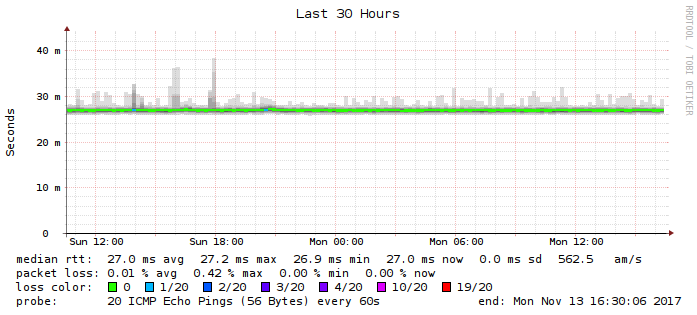 Last 30 Hours
RRDTOOL / TOBI OETIKER
Seconds
40 m
30 m
20 m
10 m
0
Sun 12:00 Sun 18:00 Mon 00:00 Mon 06:00 Mon 12:00
median rtt: 27.0 ms avg 27.2 ms max 26.9 ms min 27.0 ms now 0.0 ms sd 562.5 am/s
packet loss: 0.01 % avg 0.42 % max 0.00 % min 0.00 % now
loss color: 0 1/20 2/20 3/20 4/20 10/20 19/20
probe: 20 ICMP Echo Pings (56 Bytes) every 60s end: Mon Nov 13 16:30:06 2017